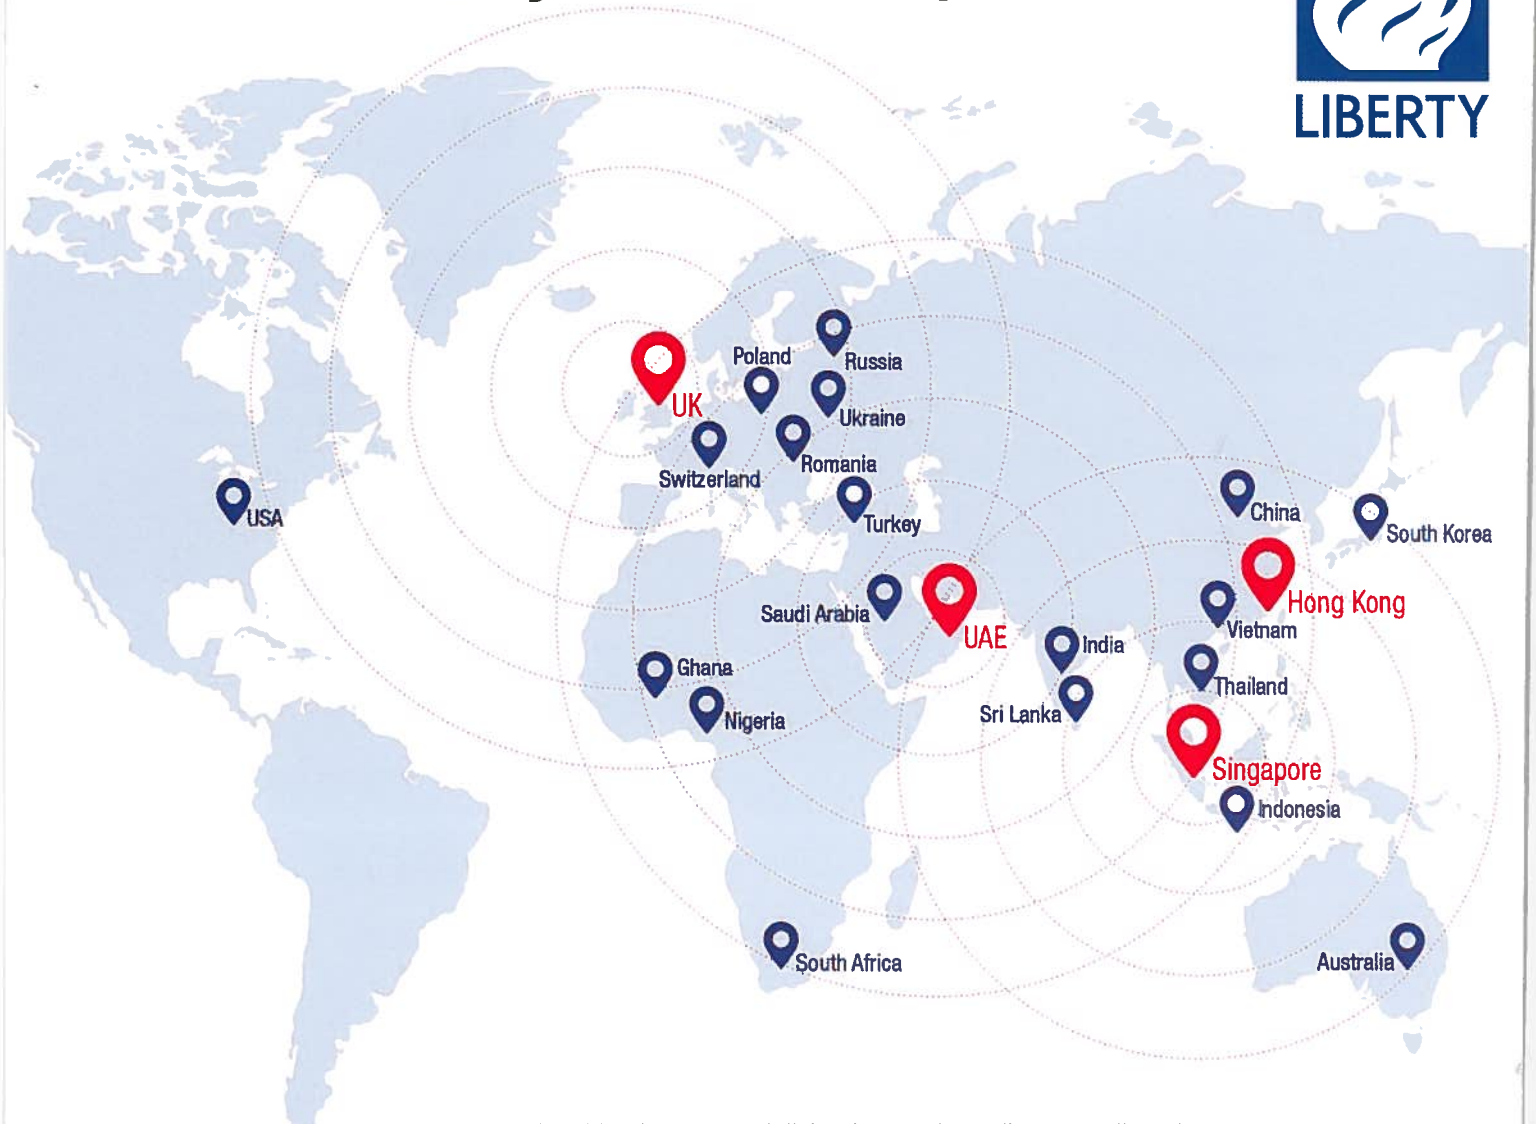 LIBERTY
Poland
Russia
UK
Ukraine
Romania
Switzerland
USA
Turkey
China
South Korea
Saudi Arabia
Hong Kong
UAE
Vietnam
India
Ghana
Thailand
Nigeria
Sri Lanka
Singapore
Indonesia
South Africa
Australia